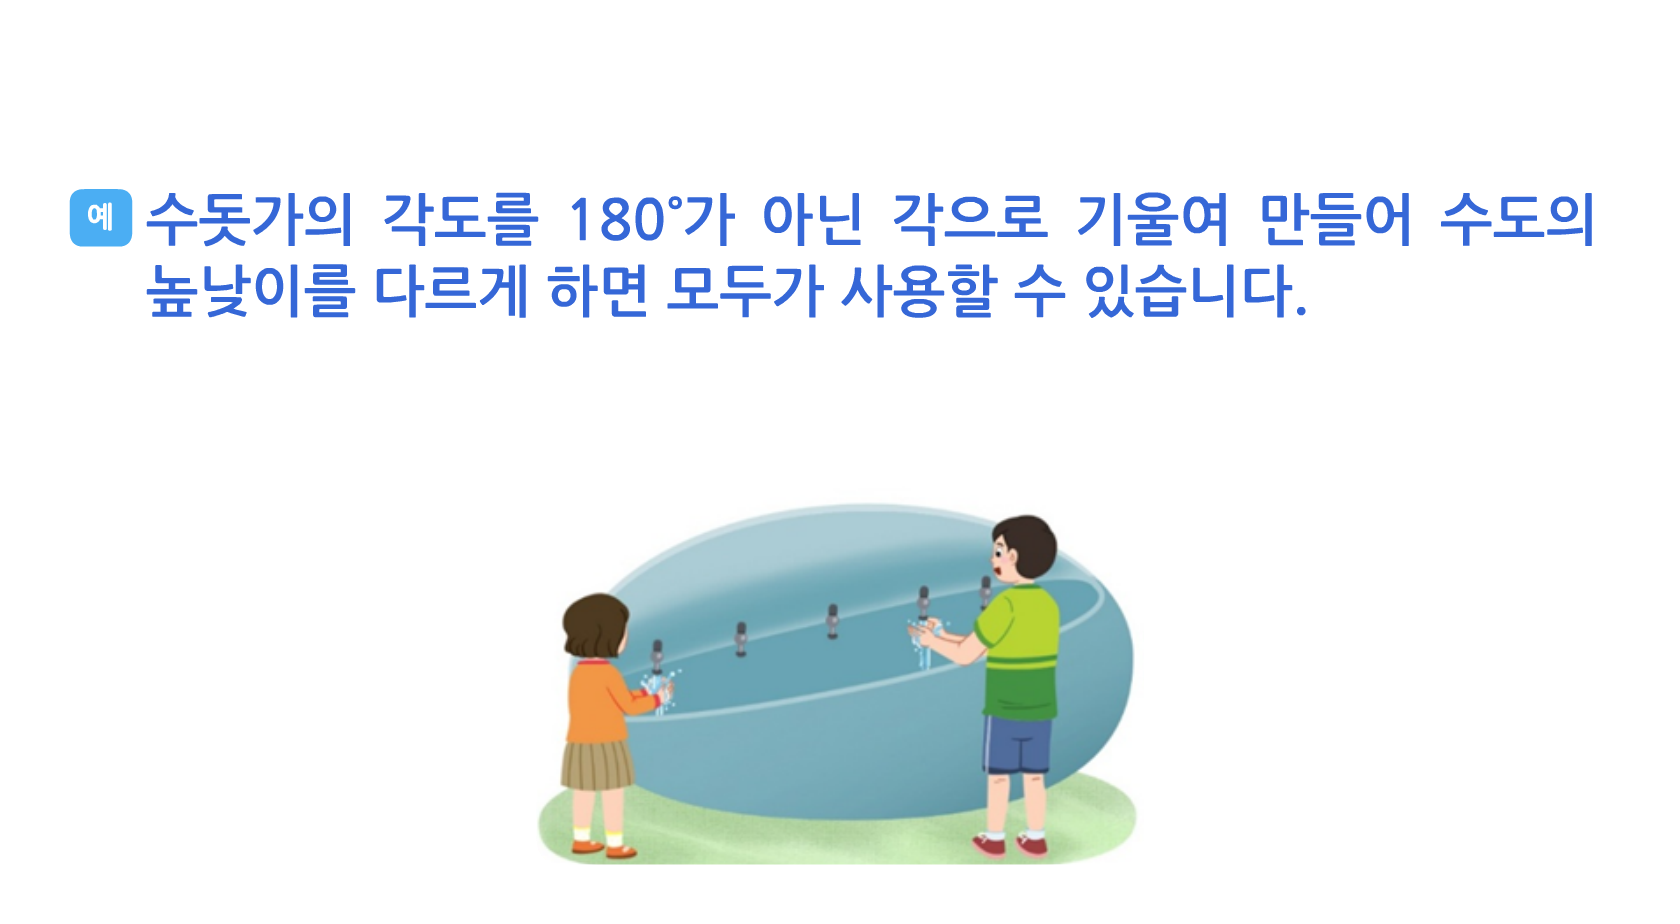 예 수돗가의 각도를 180°가 아닌 각으로 기울여 만들어 수도의
높낮이를 다르게 하면 모두가 사용할 수 있습니다.